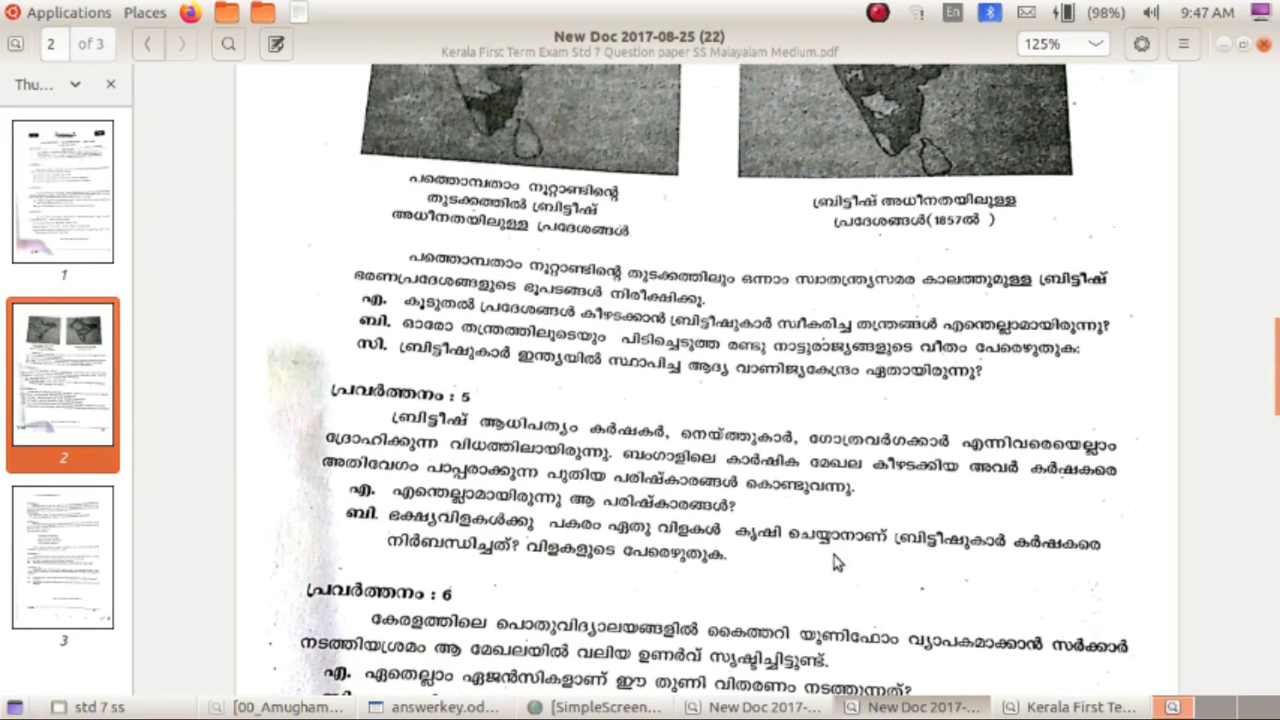 Applications Places En (98%) 9:47 AM
2 of 3 New Doc 2017-08-25 (22) 125%
Kerala First Term Exam Std 7 Question paper SS Malayalam Medium.pdf
Thu...
1
2
3
പത്തൊമ്പതാം നൂറ്റാണ്ടിന്റെ
തുടക്കത്തിൽ ബ്രിട്ടീഷ്
അധീനതയിലുള്ള പ്രദേശങ്ങൾ
ബ്രിട്ടീഷ് അധീനതയിലുള്ള
പ്രദേശങ്ങൾ(1857ൽ )
പത്തൊമ്പതാം നൂറ്റാണ്ടിന്റെ തുടക്കത്തിലും ഒന്നാം സ്വാതന്ത്ര്യസമര കാലത്തുമുള്ള ബ്രിട്ടീഷ്
ഭരണപ്രദേശങ്ങളുടെ ഭൂപടങ്ങൾ നിരീക്ഷിക്കൂ.
എ. കൂടുതൽ പ്രദേശങ്ങൾ കീഴടക്കാൻ ബ്രിട്ടീഷുകാർ സ്വീകരിച്ച തന്ത്രങ്ങൾ എന്തെല്ലാമായിരുന്നു?
ബി. ഓരോ തന്ത്രത്തിലൂടെയും പിടിച്ചെടുത്ത രണ്ടു നാട്ടുരാജ്യങ്ങളുടെ വീതം പേരെഴുതുക:
സി. ബ്രിട്ടീഷുകാർ ഇന്ത്യയിൽ സ്ഥാപിച്ച ആദ്യ വാണിജ്യകേന്ദ്രം ഏതായിരുന്നു?
പ്രവർത്തനം : 5
ബ്രിട്ടീഷ് ആധിപത്യം കർഷകർ, നെയ്ത്തുകാർ, ഗോത്രവർഗക്കാർ എന്നിവരെയെല്ലാം
ദ്രോഹിക്കുന്ന വിധത്തിലായിരുന്നു. ബംഗാളിലെ കാർഷിക മേഖല കീഴടക്കിയ അവർ കർഷകരെ
അതിവേഗം പാപ്പരാക്കുന്ന പുതിയ പരിഷ്കാരങ്ങൾ കൊണ്ടുവന്നു.
എ. എന്തെല്ലാമായിരുന്നു ആ പരിഷ്കാരങ്ങൾ?
ബി. ഭക്ഷ്യവിളകൾക്കു പകരം ഏതു വിളകൾ കൃഷി ചെയ്യാനാണ് ബ്രിട്ടീഷുകാർ കർഷകരെ
നിർബന്ധിച്ചത്? വിളകളുടെ പേരെഴുതുക.
പ്രവർത്തനം : 6
കേരളത്തിലെ പൊതുവിദ്യാലയങ്ങളിൽ കൈത്തറി യൂണിഫോം വ്യാപകമാക്കാൻ സർക്കാർ
നടത്തിയശ്രമം ആ മേഖലയിൽ വലിയ ഉണർവ് സൃഷ്ടിച്ചിട്ടുണ്ട്.
എ. ഏതെല്ലാം ഏജൻസികളാണ് ഈ തുണി വിതരണം നടത്തുന്നത്?
std 7 ss [00_Amugham... answerkey.od... [SimpleScreen... New Doc 2017-... New Doc 2017-... Kerala First Te...